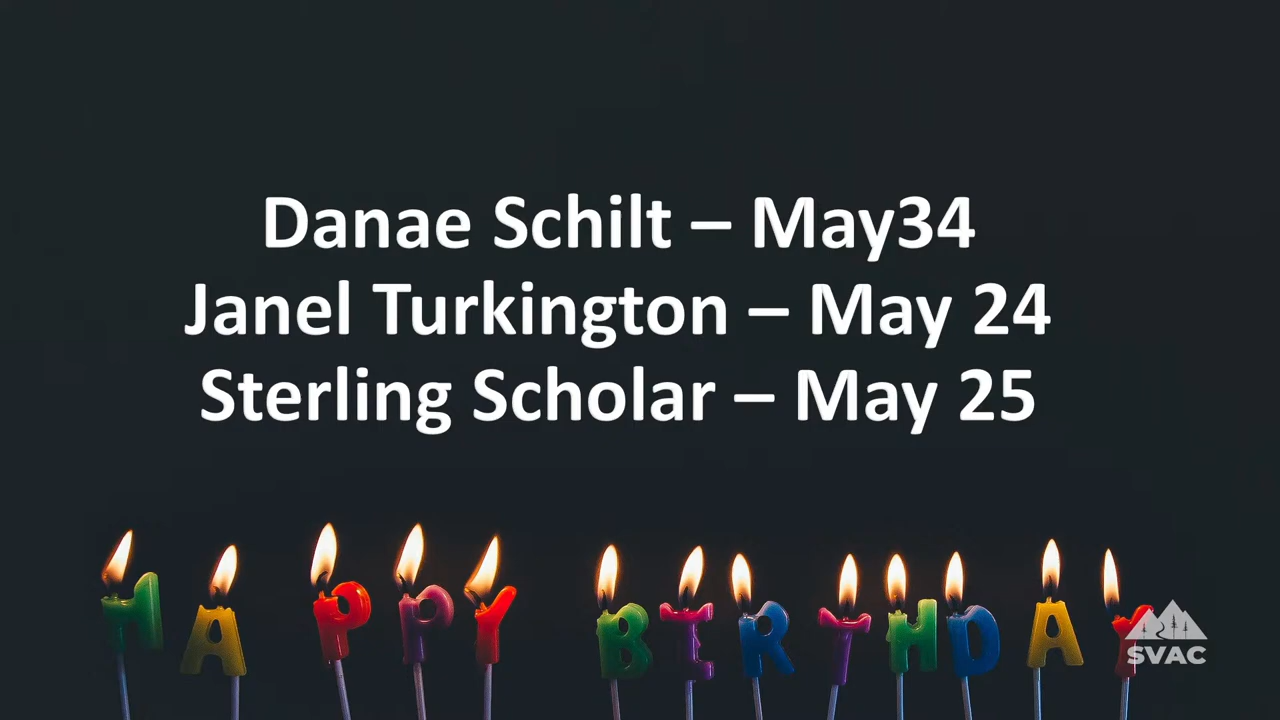 Danae Schilt – May34
Janel Turkington – May 24
Sterling Scholar – May 25
HAPPY BIRTHDAY
SVAC